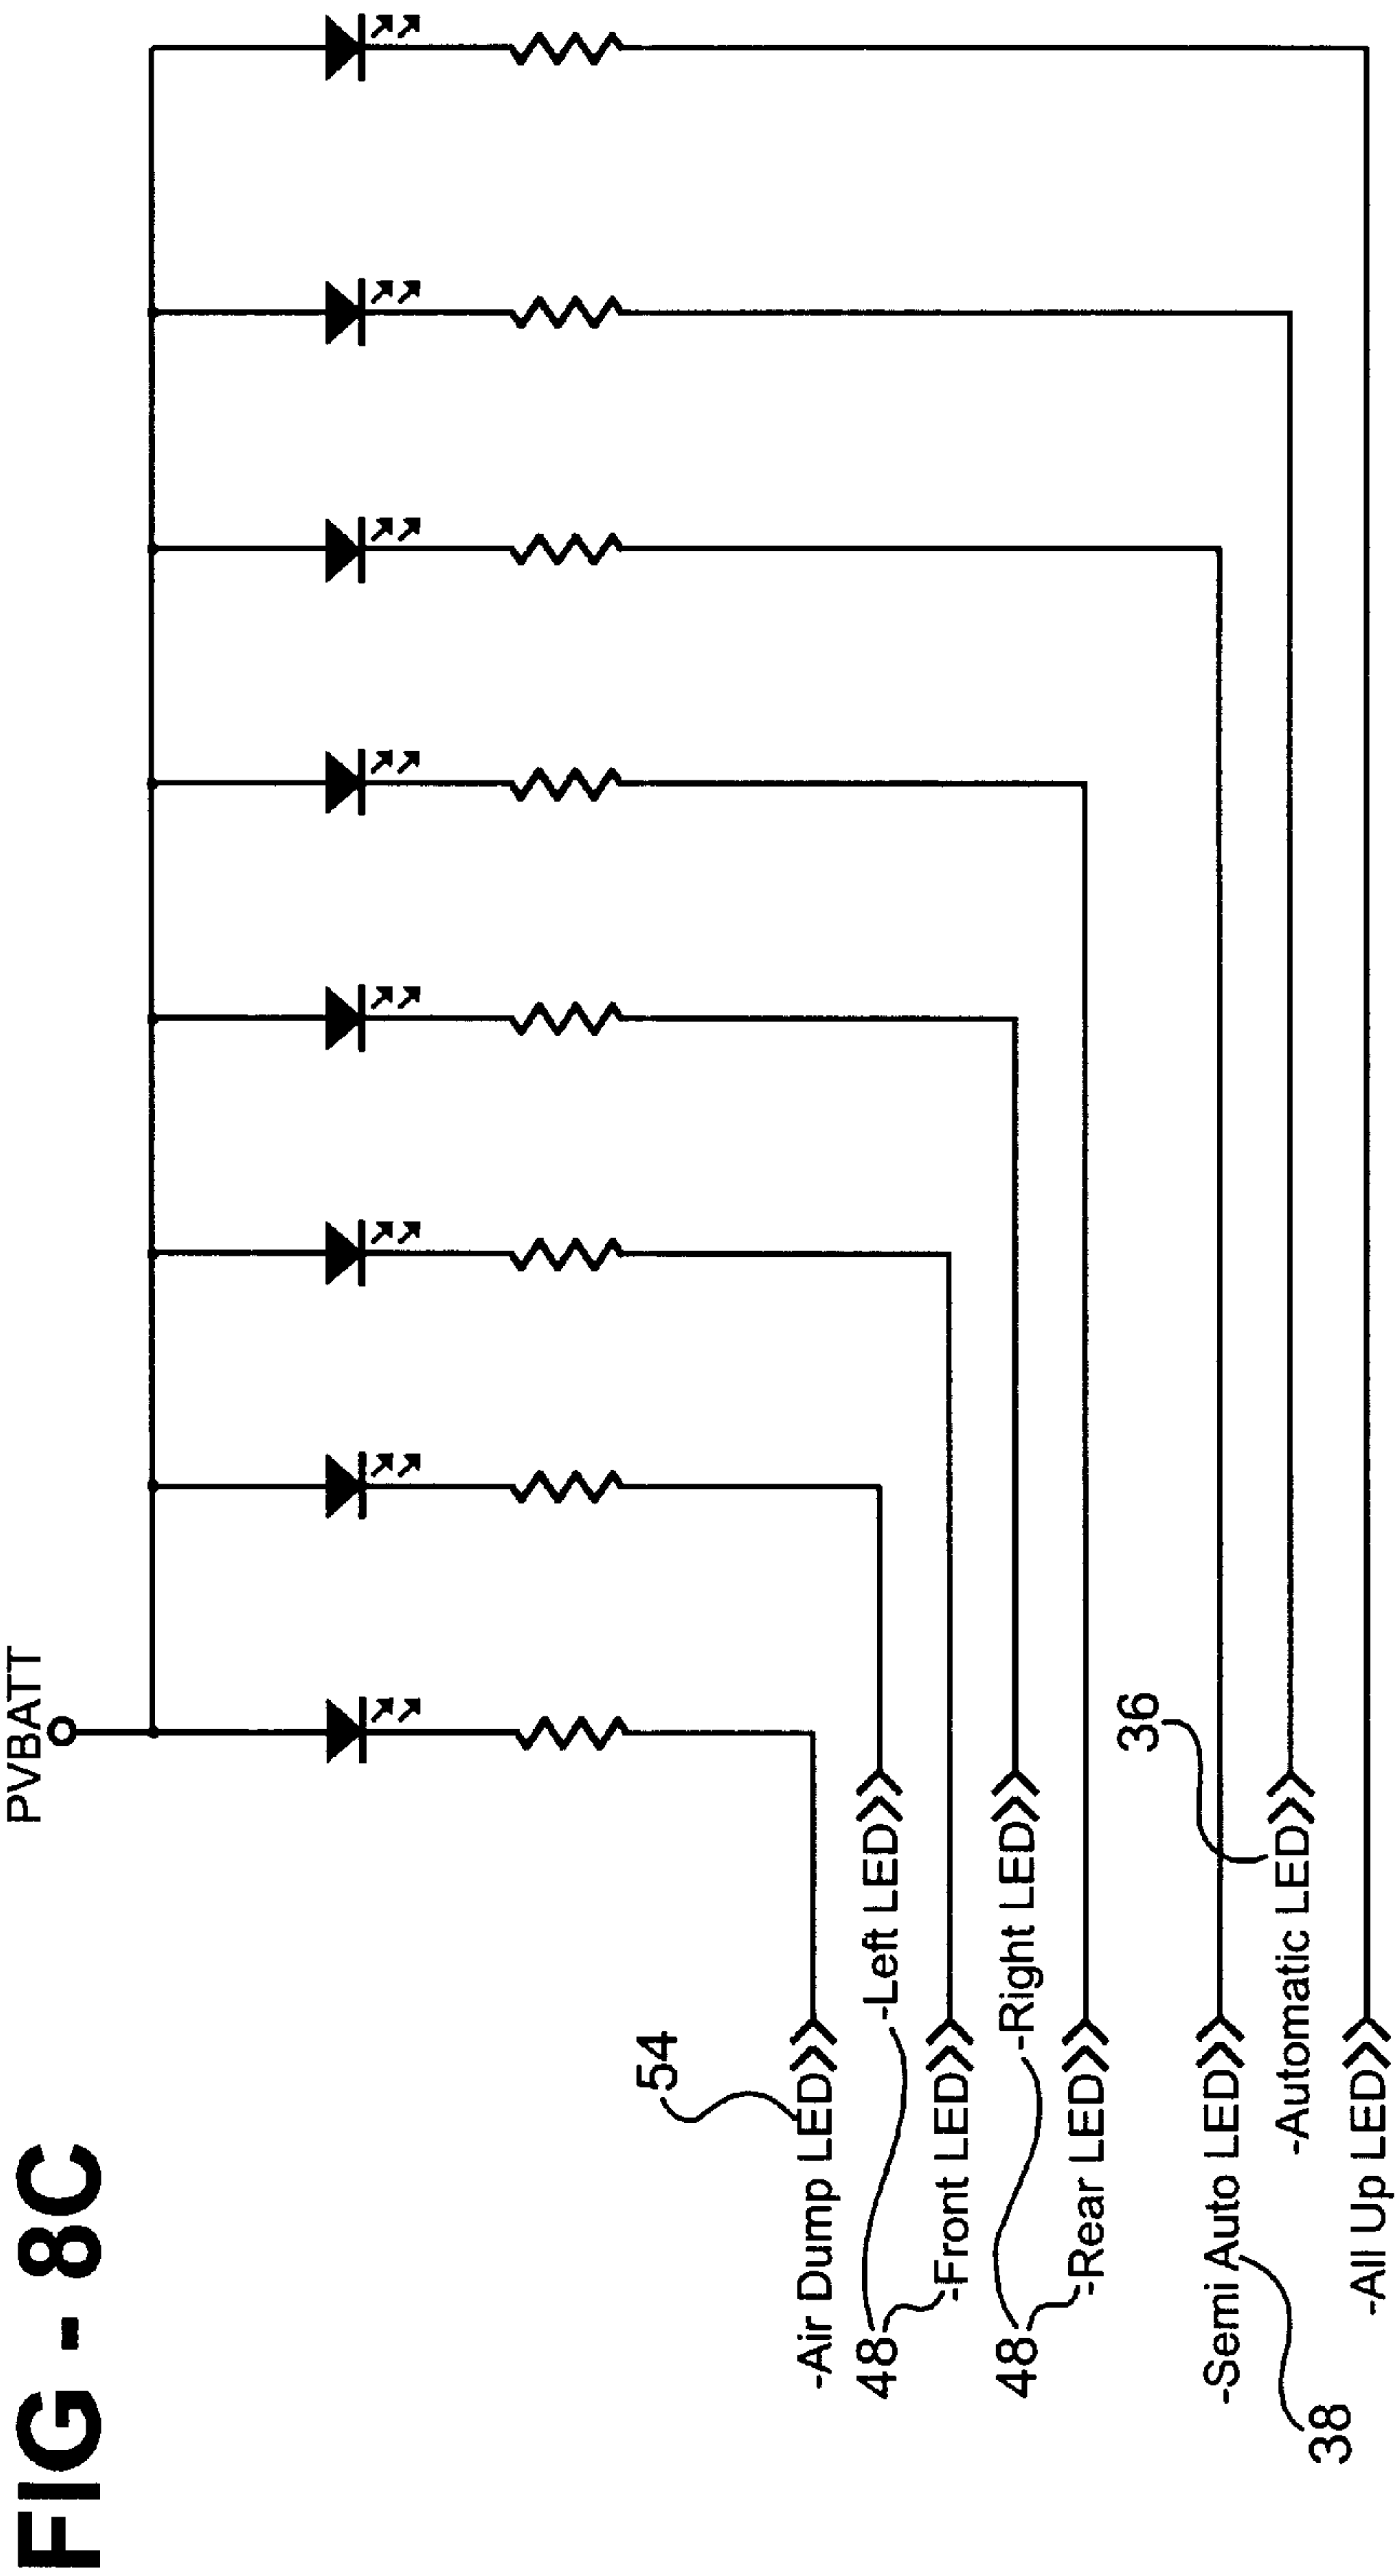 FIG - 8C
PVBATT
54
-Air Dump LED
-Left LED
48
-Front LED
-Right LED
48
-Rear LED
36
-Semi Auto LED
-Automatic LED
38
-All Up LED